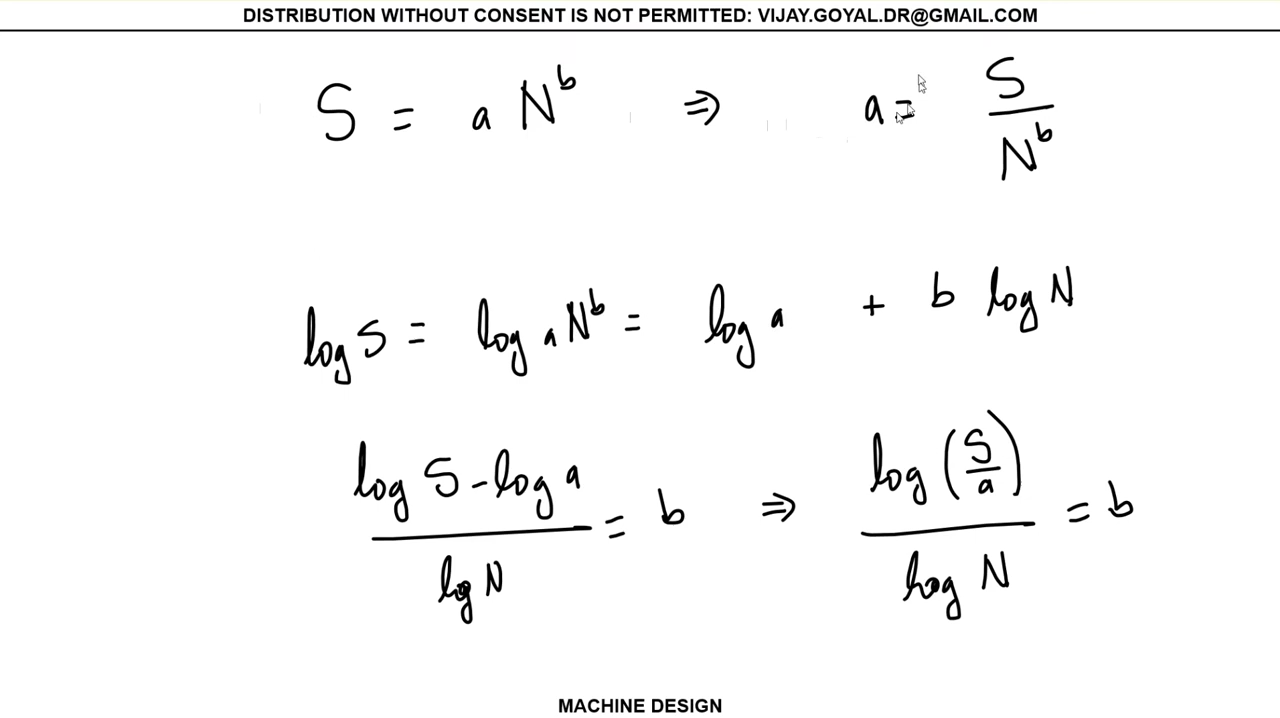 DISTRIBUTION WITHOUT CONSENT IS NOT PERMITTED: VIJAY.GOYAL.DR@GMAIL.COM
S = a N^b ⇒ a = S / N^b
log S = log a N^b = log a + b log N
(log S - log a) / log N = b ⇒ log (S/a) / log N = b
MACHINE DESIGN